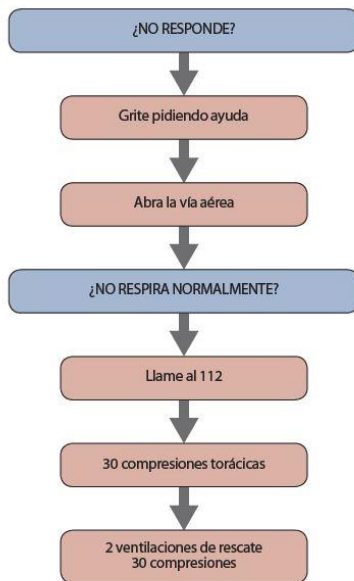 ¿NO RESPONDE?
Grite pidiendo ayuda
Abra la vía aérea
¿NO RESPIRA NORMALMENTE?
Llame al 112
30 compresiones torácicas
2 ventilaciones de rescate
30 compresiones